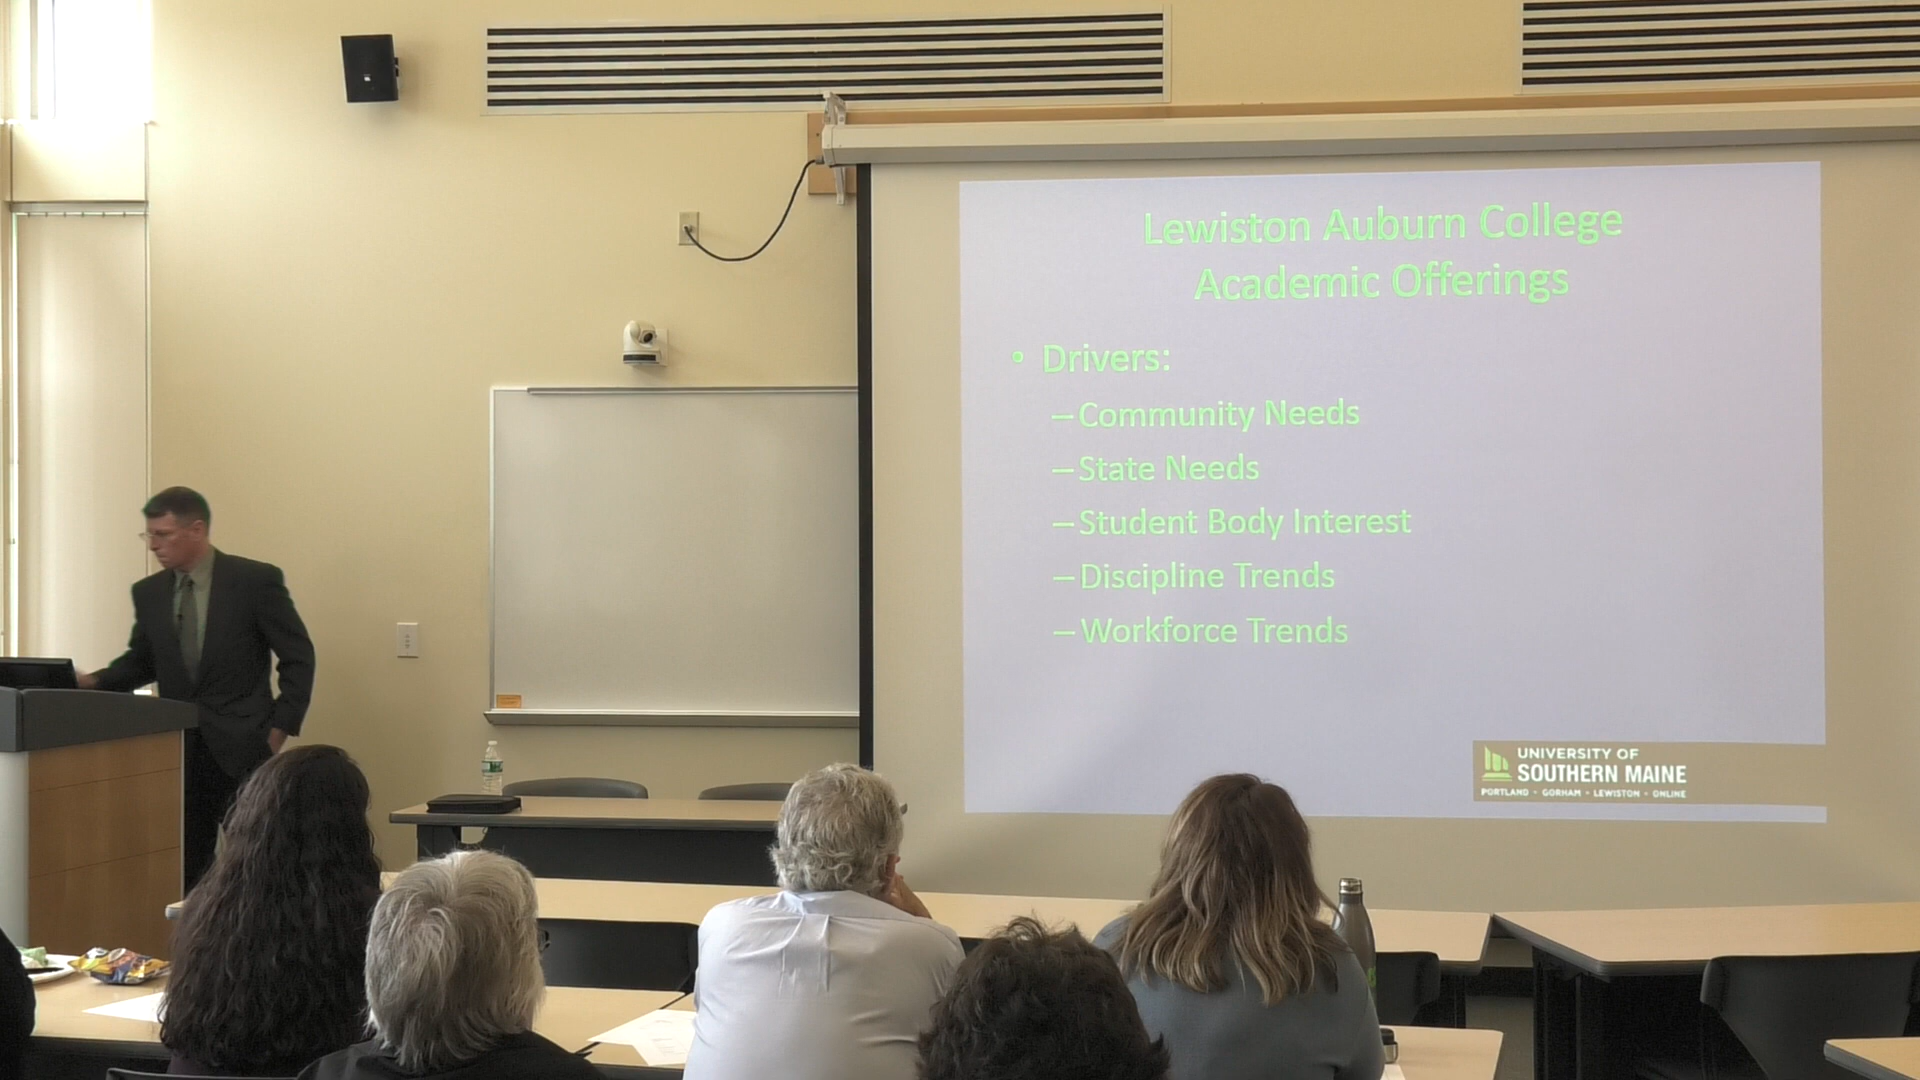 Lewiston Auburn College
Academic Offerings
• Drivers:
– Community Needs
– State Needs
– Student Body Interest
– Discipline Trends
– Workforce Trends
UNIVERSITY OF
SOUTHERN MAINE
PORTLAND • GORHAM • LEWISTON • ONLINE